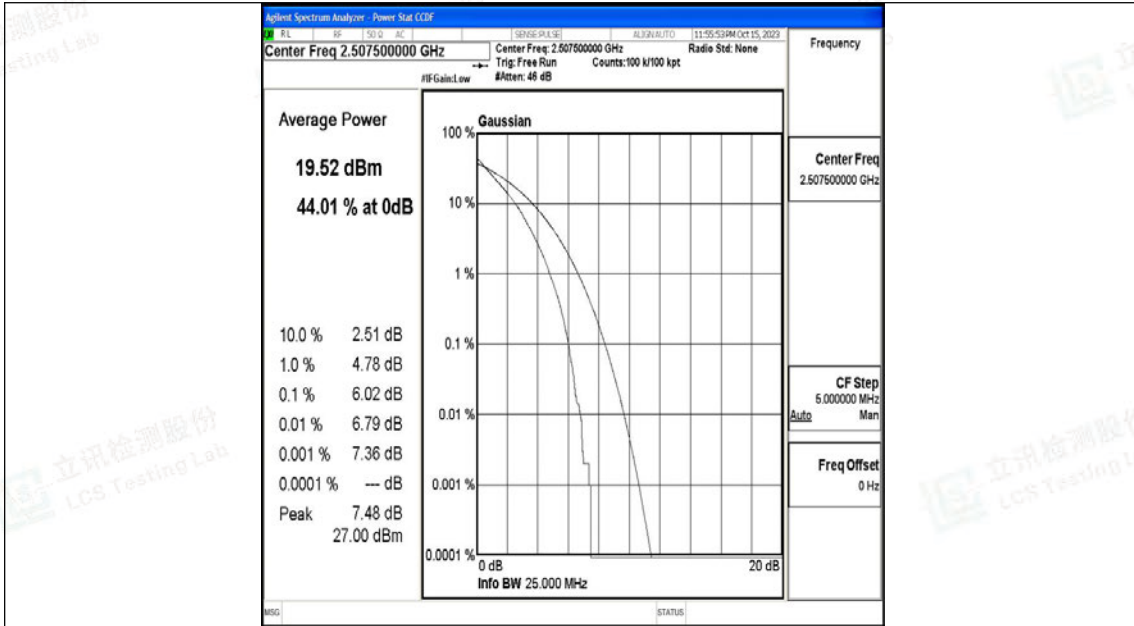 Agilent Spectrum Analyzer - Power Stat CCDF
RL RF 50 Ω AC SENSE:PULSE ALIGNAUTO 11:55:53 PM Oct 15, 2023
Center Freq 2.507500000 GHz
Center Freq: 2.507500000 GHz Radio Std: None
Trig: Free Run Counts:100 k/100 kpt
#IFGain:Low #Atten: 46 dB
Frequency
Average Power
19.52 dBm
44.01 % at 0dB
10.0 % 2.51 dB
1.0 % 4.78 dB
0.1 % 6.02 dB
0.01 % 6.79 dB
0.001 % 7.36 dB
0.0001 % --- dB
Peak 7.48 dB
27.00 dBm
Gaussian
100 %
10 %
1 %
0.1 %
0.01 %
0.001 %
0.0001 %
0 dB 20 dB
Info BW 25.000 MHz
Center Freq
2.507500000 GHz
CF Step
5.000000 MHz
Auto Man
Freq Offset
0 Hz
MSG STATUS
立讯检测股份
LCS Testing Lab
立讯检测股份